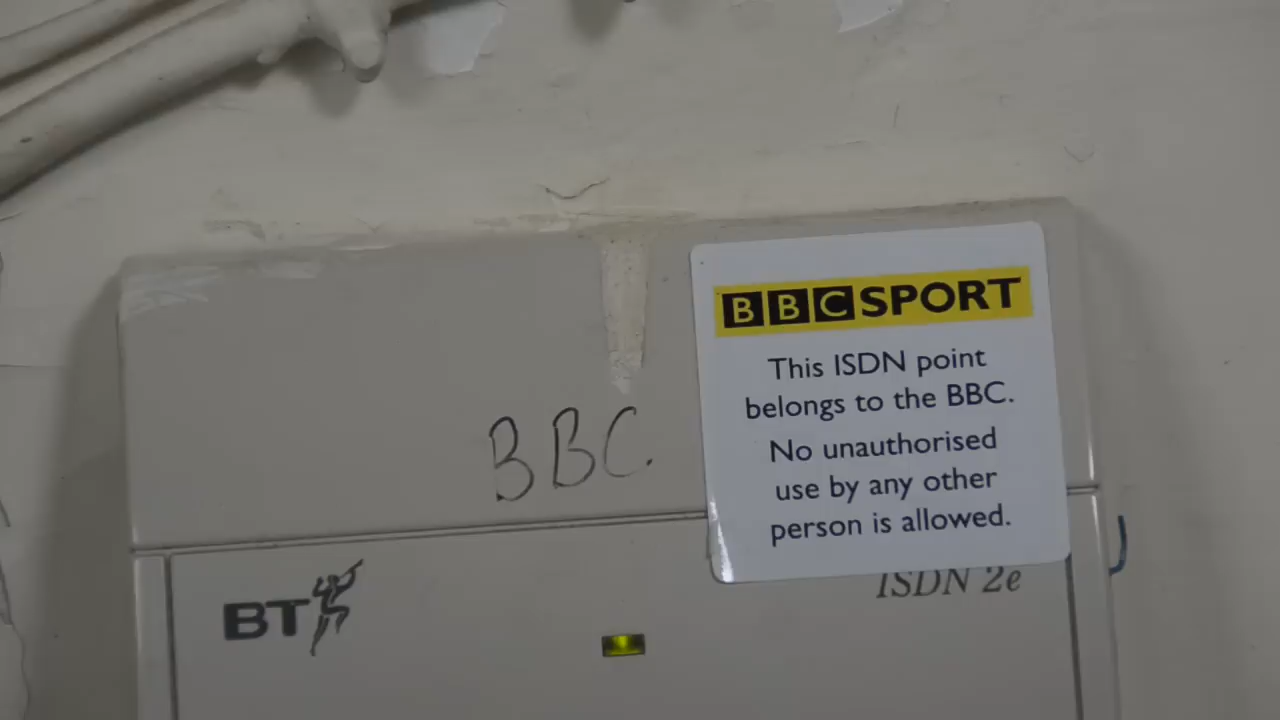 BBC SPORT
This ISDN point
belongs to the BBC.
No unauthorised
use by any other
person is allowed.
BBC
BT
ISDN 2e